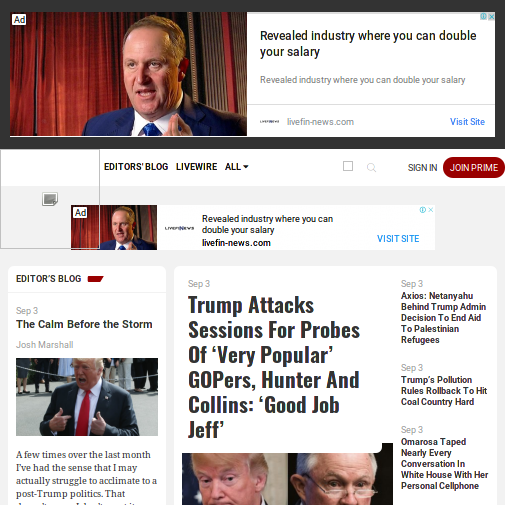 Ad
Revealed industry where you can double
your salary
Revealed industry where you can double your salary
LIVEFIN-NEWS
livefin-news.com
Visit Site
EDITORS' BLOG LIVEWIRE ALL
SIGN IN JOIN PRIME
Ad
LIVEFIN-NEWS
Revealed industry where you can
double your salary
livefin-news.com
VISIT SITE
EDITOR'S BLOG
Sep 3
The Calm Before the Storm
Josh Marshall
A few times over the last month
I've had the sense that I may
actually struggle to acclimate to a
post-Trump politics. That
Sep 3
Trump Attacks
Sessions For Probes
Of ‘Very Popular’
GOPers, Hunter And
Collins: ‘Good Job
Jeff’
Sep 3
Axios: Netanyahu
Behind Trump Admin
Decision To End Aid
To Palestinian
Refugees
Sep 3
Trump's Pollution
Rules Rollback To Hit
Coal Country Hard
Sep 3
Omarosa Taped
Nearly Every
Conversation In
White House With Her
Personal Cellphone